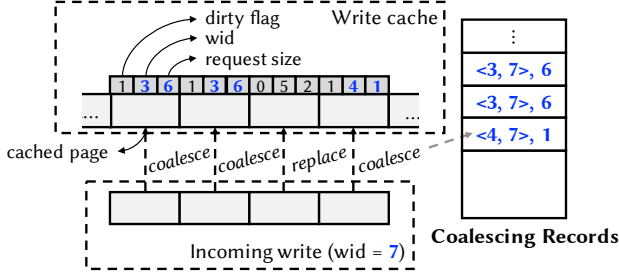 dirty flag
wid
request size
Write cache
1 3 6 1 3 6 0 5 2 1 4 1
...
...
cached page
coalesce
coalesce
replace
coalesce
Incoming write (wid = 7)
⋮
<3, 7>, 6
<3, 7>, 6
<4, 7>, 1
Coalescing Records